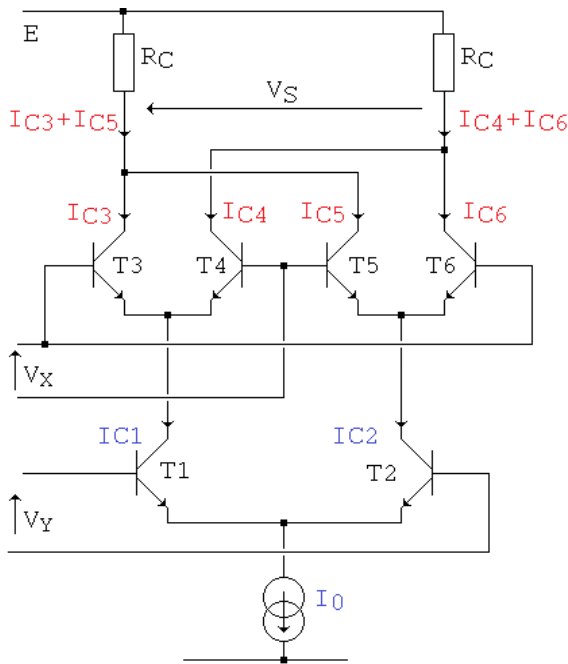 E
RC
RC
VS
IC3+IC5
IC4+IC6
IC3
IC4
IC5
IC6
T3
T4
T5
T6
VX
IC1
IC2
T1
T2
VY
I0